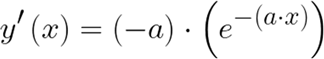 y′(x) = (−a) · (e^{−(a·x)})